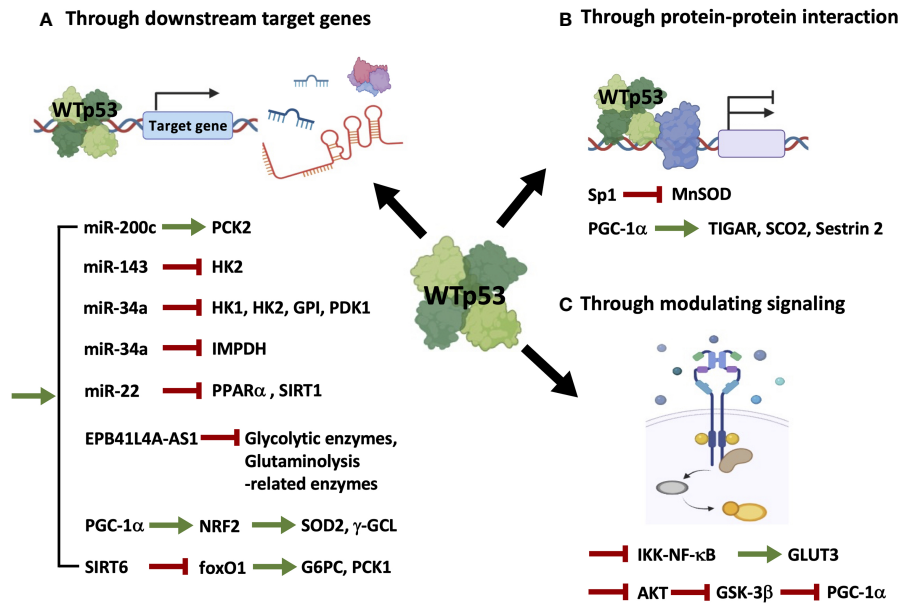 A Through downstream target genes
WTp53
Target gene
miR-200c PCK2
miR-143 HK2
miR-34a HK1, HK2, GPI, PDK1
miR-34a IMPDH
miR-22 PPARα , SIRT1
EPB41L4A-AS1 Glycolytic enzymes,
Glutaminolysis
-related enzymes
PGC-1α NRF2 SOD2, γ-GCL
SIRT6 foxO1 G6PC, PCK1
WTp53
B Through protein-protein interaction
WTp53
Sp1 MnSOD
PGC-1α TIGAR, SCO2, Sestrin 2
C Through modulating signaling
IKK-NF-κB GLUT3
AKT GSK-3β PGC-1α